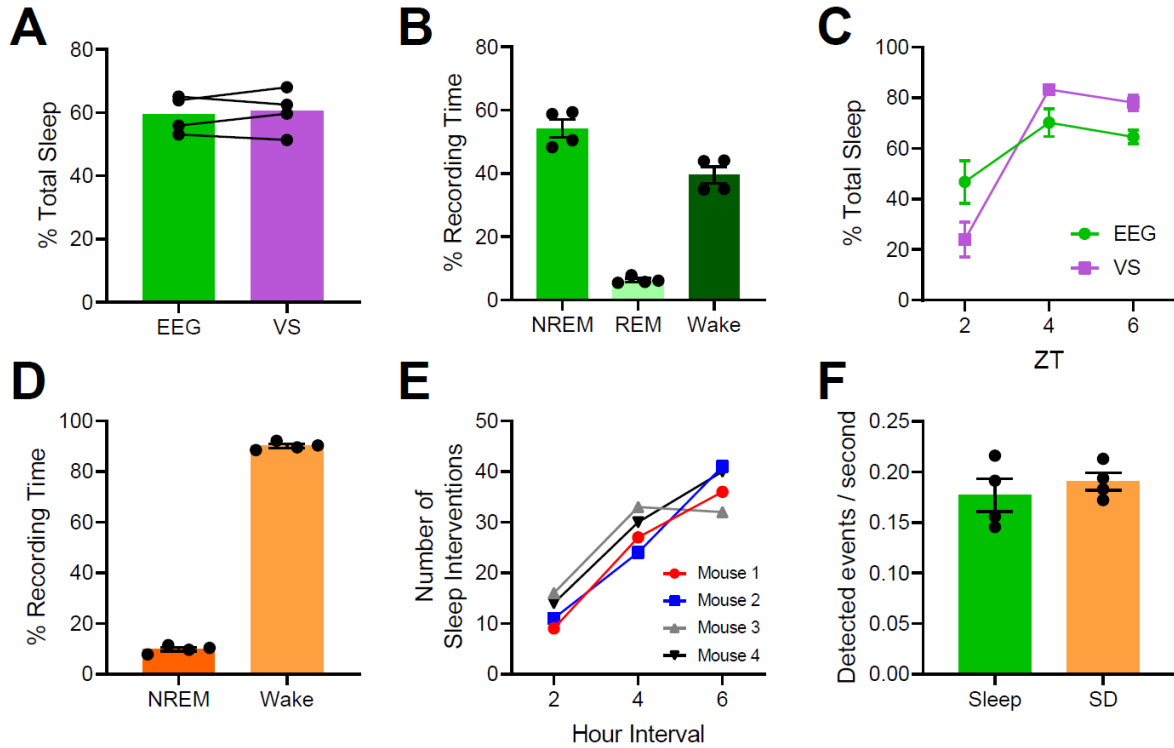 A
% Total Sleep
80
60
40
20
0
EEG
VS
B
% Recording Time
80
60
40
20
0
NREM
REM
Wake
C
% Total Sleep
100
80
60
40
20
0
EEG
VS
2
4
6
ZT
D
% Recording Time
100
80
60
40
20
0
NREM
Wake
E
Number of
Sleep Interventions
50
40
30
20
10
0
Mouse 1
Mouse 2
Mouse 3
Mouse 4
2
4
6
Hour Interval
F
Detected events / second
0.25
0.20
0.15
0.10
0.05
0.00
Sleep
SD